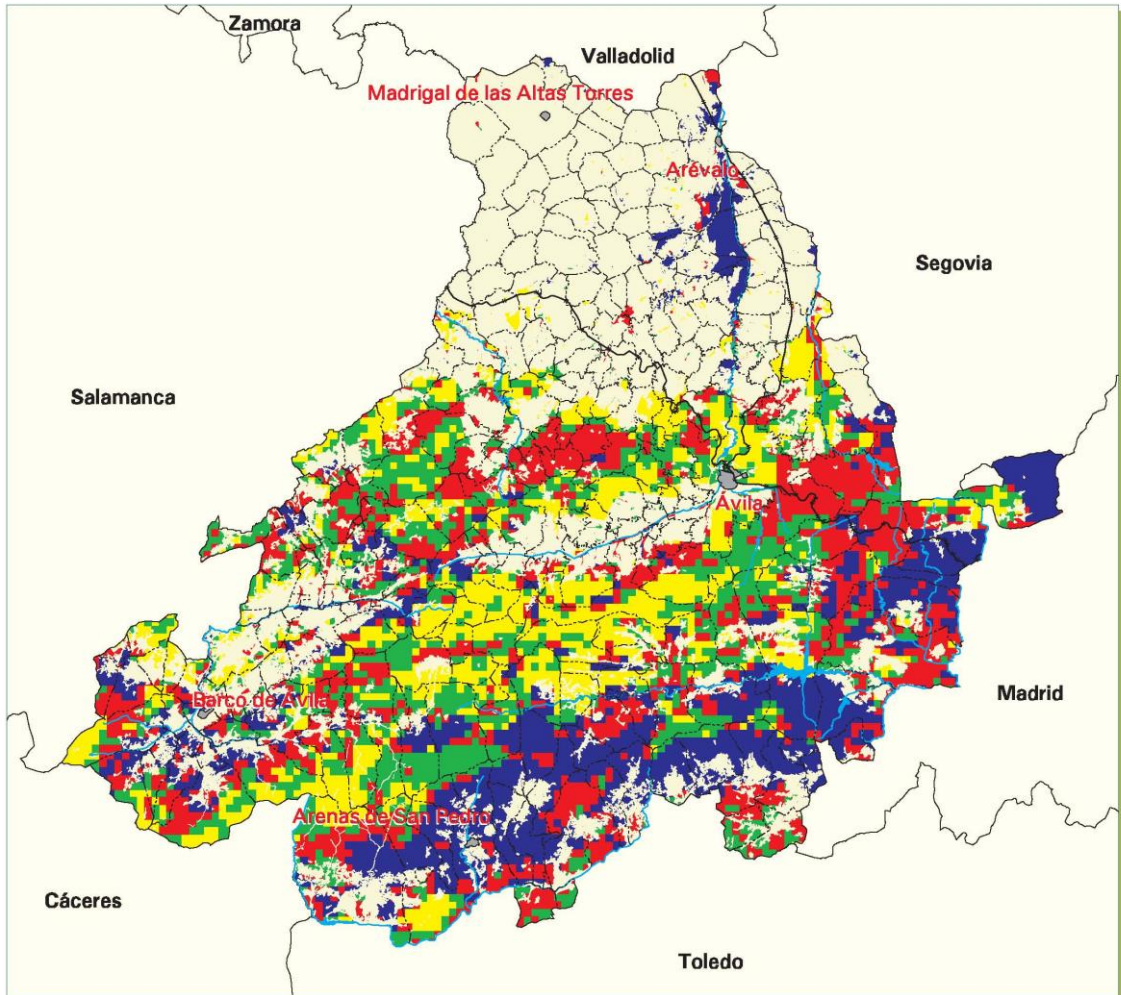 Zamora
Valladolid
Madrigal de las Altas Torres
Arévalo
Segovia
Salamanca
Ávila
Madrid
Barco de Ávila
Arenas de San Pedro
Cáceres
Toledo